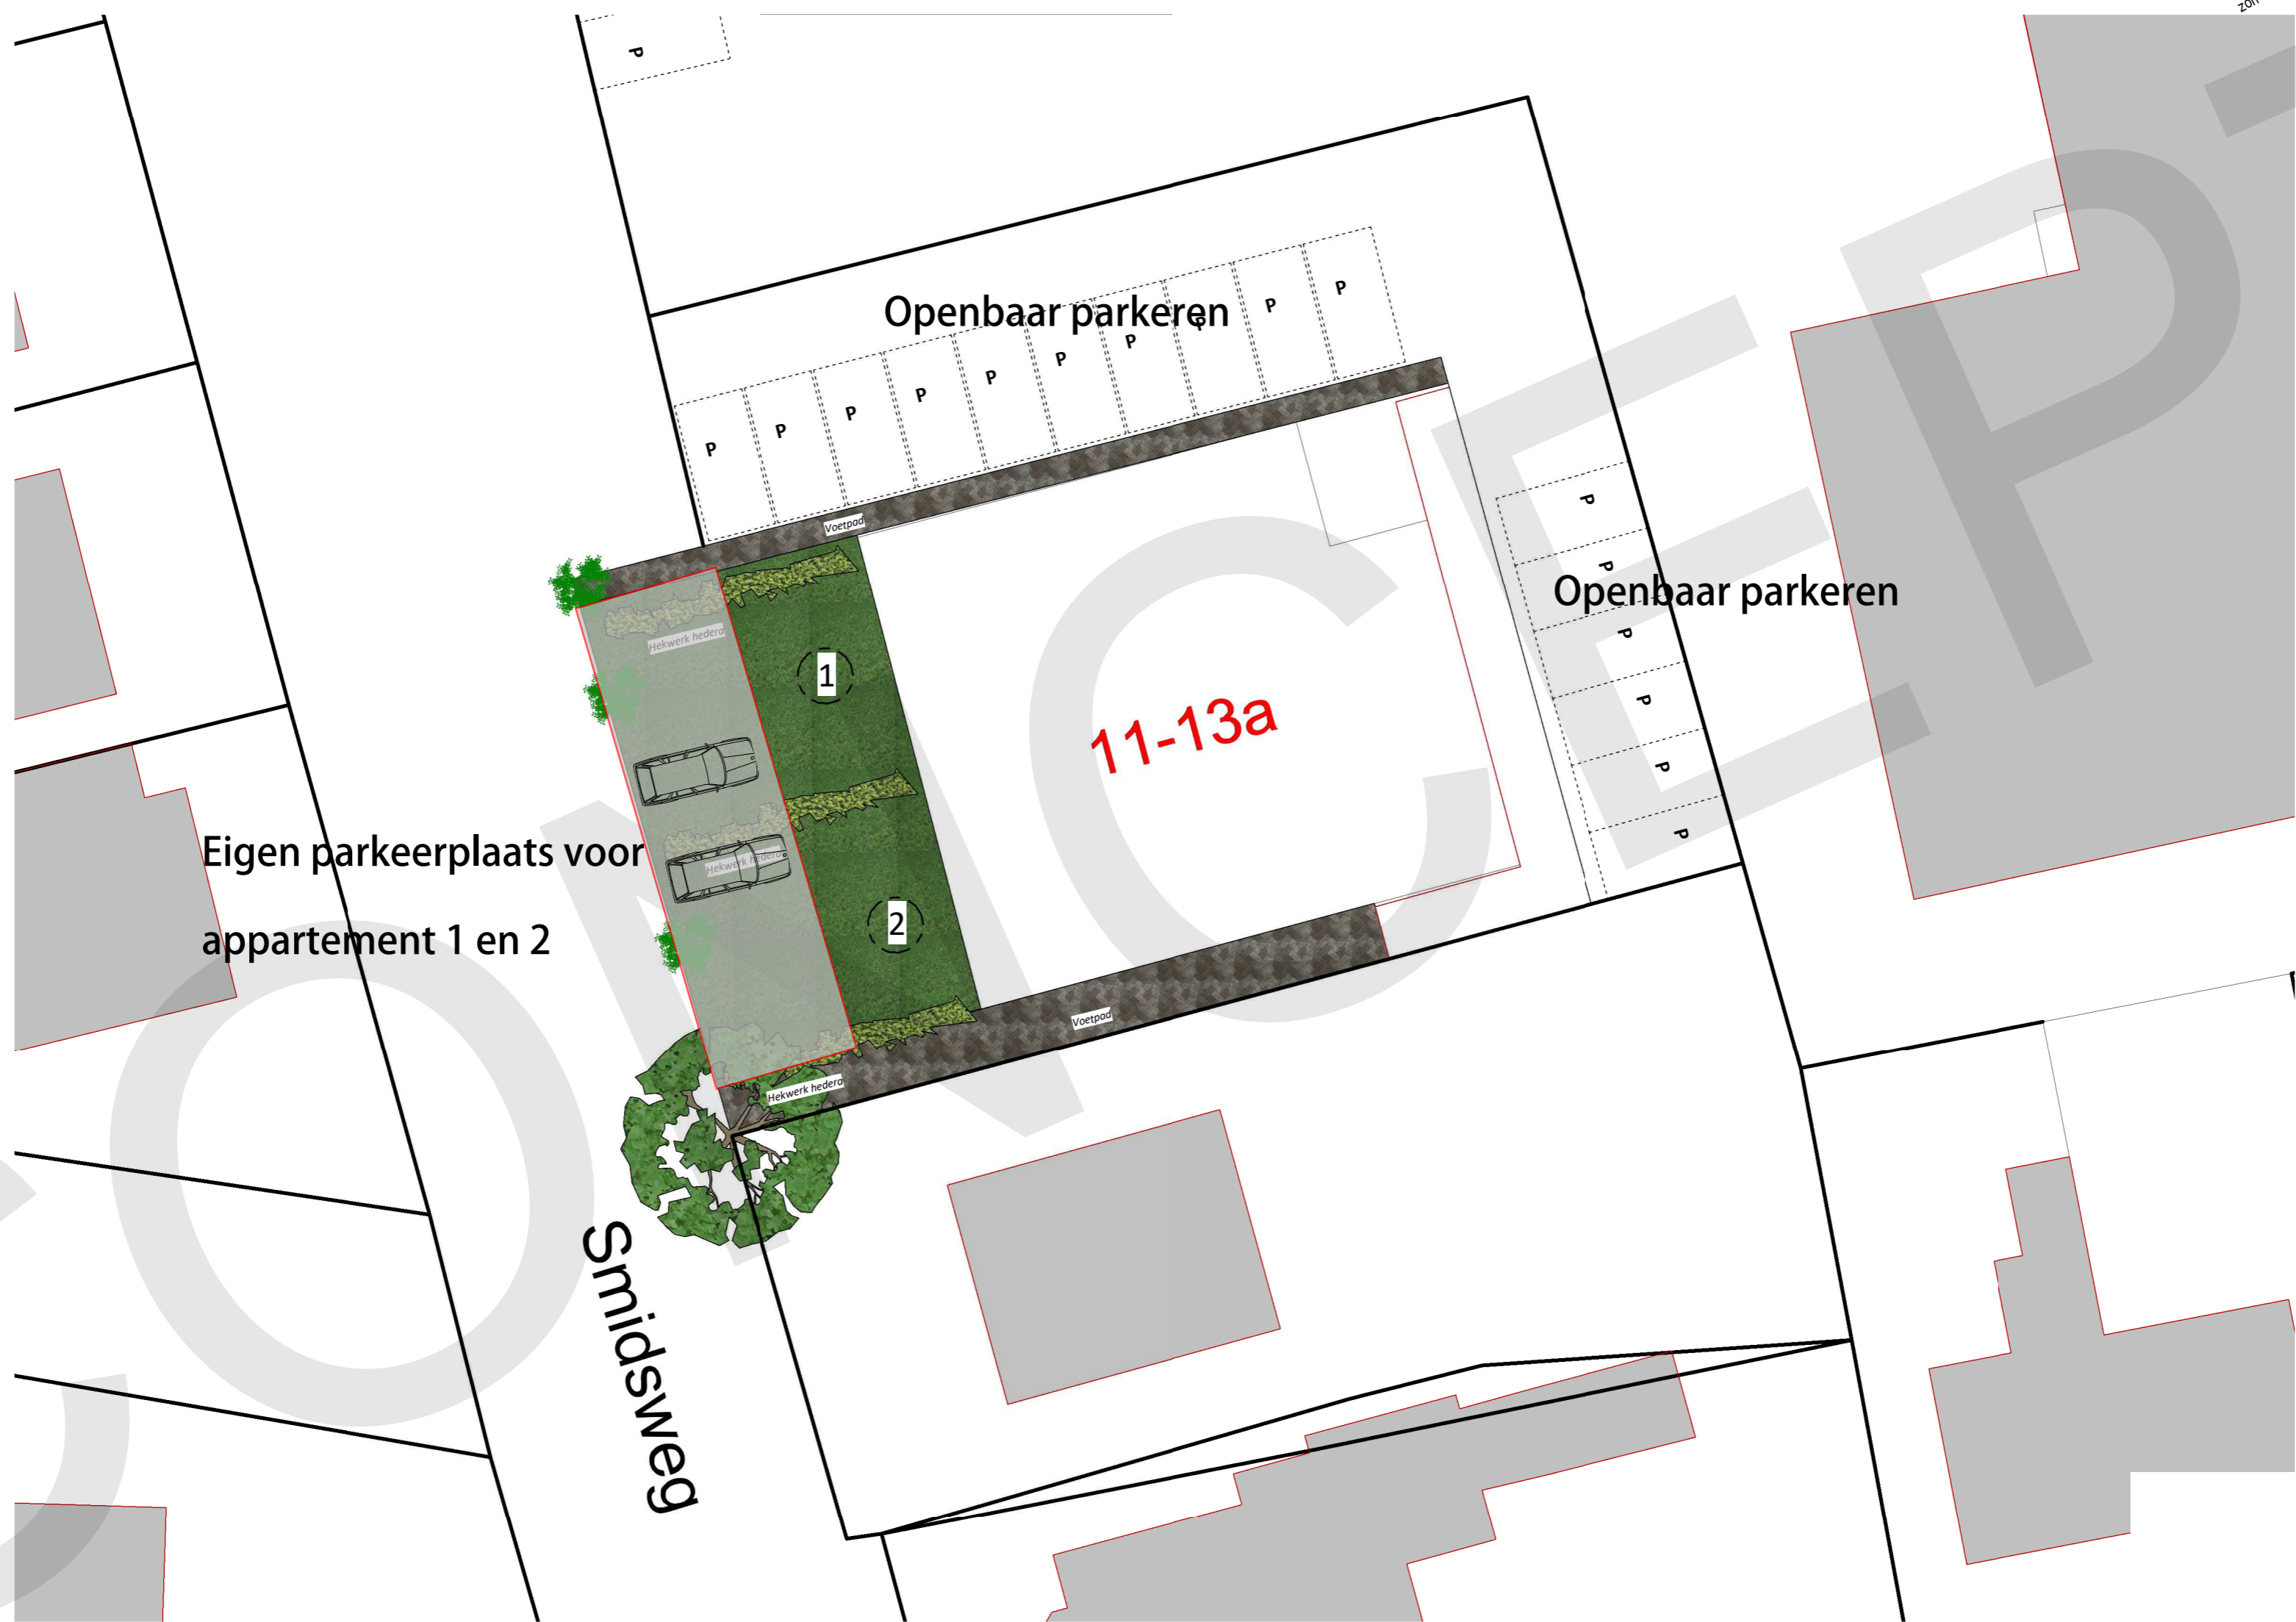 zon
P
Openbaar parkeren
P
P
P
P
P
P
P
P
P
P
Voetpad
P
P
Openbaar parkeren
P
P
P
P
Hekwerk hedera
1
11-13a
Eigen parkeerplaats voor
appartement 1 en 2
Hekwerk hedera
2
Voetpad
Hekwerk hedera
Smidsweg
CONCEPT